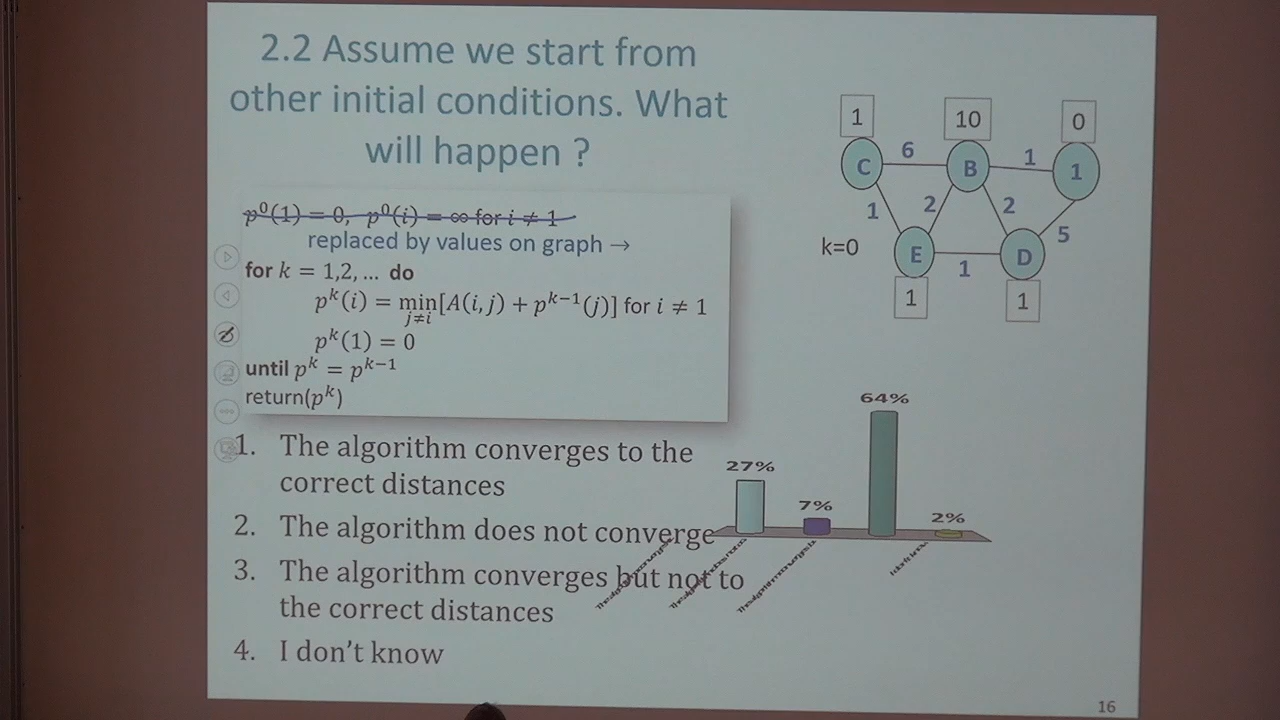 2.2 Assume we start from
other initial conditions. What
will happen ?
p⁰(1) = 0, p⁰(i) = ∞ for i ≠ 1
replaced by values on graph →
for k = 1,2, … do
pᵏ(i) = min[A(i,j) + pᵏ⁻¹(j)] for i ≠ 1
j≠i
pᵏ(1) = 0
until pᵏ = pᵏ⁻¹
return(pᵏ)
1 10 0
C 6 B 1 1
1 2 2 5
k=0
E 1 D
1 1
1. The algorithm converges to the
correct distances
2. The algorithm does not converge
3. The algorithm converges but not to
the correct distances
4. I don't know
27%
7%
64%
2%
16